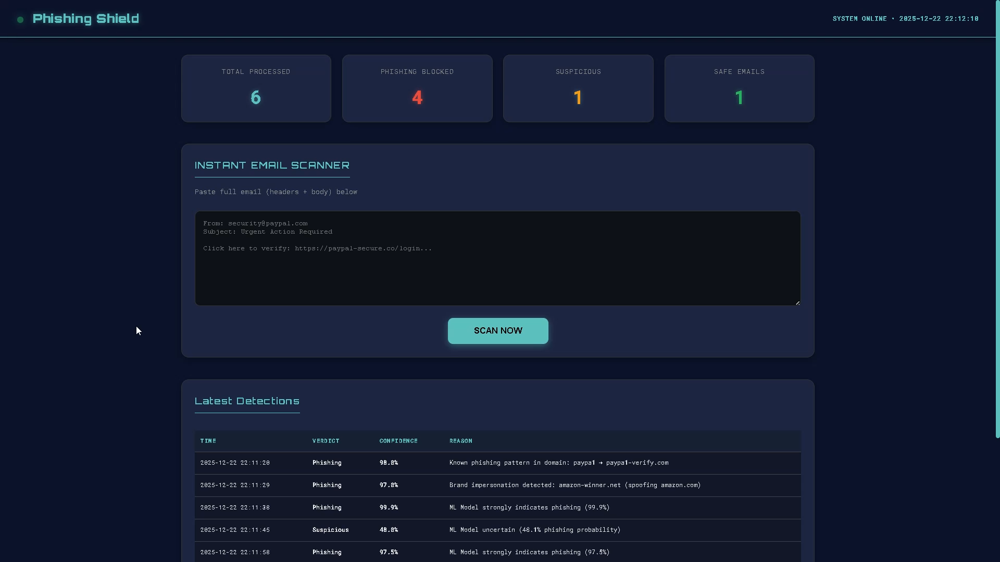 Phishing Shield
SYSTEM ONLINE • 2025-12-22 22:12:10
TOTAL PROCESSED
6
PHISHING BLOCKED
4
SUSPICIOUS
1
SAFE EMAILS
1
INSTANT EMAIL SCANNER
Paste full email (headers + body) below
From: security@paypal.com
Subject: Urgent Action Required
Click here to verify: https://paypal-secure.co/login...
SCAN NOW
Latest Detections
TIME VERDICT CONFIDENCE REASON
2025-12-22 22:11:20 Phishing 98.0% Known phishing pattern in domain: paypa1 → paypa1-verify.com
2025-12-22 22:11:29 Phishing 97.0% Brand impersonation detected: amazon-winner.net (spoofing amazon.com)
2025-12-22 22:11:38 Phishing 99.9% ML Model strongly indicates phishing (99.9%)
2025-12-22 22:11:45 Suspicious 48.0% ML Model uncertain (48.1% phishing probability)
2025-12-22 22:11:58 Phishing 97.5% ML Model strongly indicates phishing (97.5%)